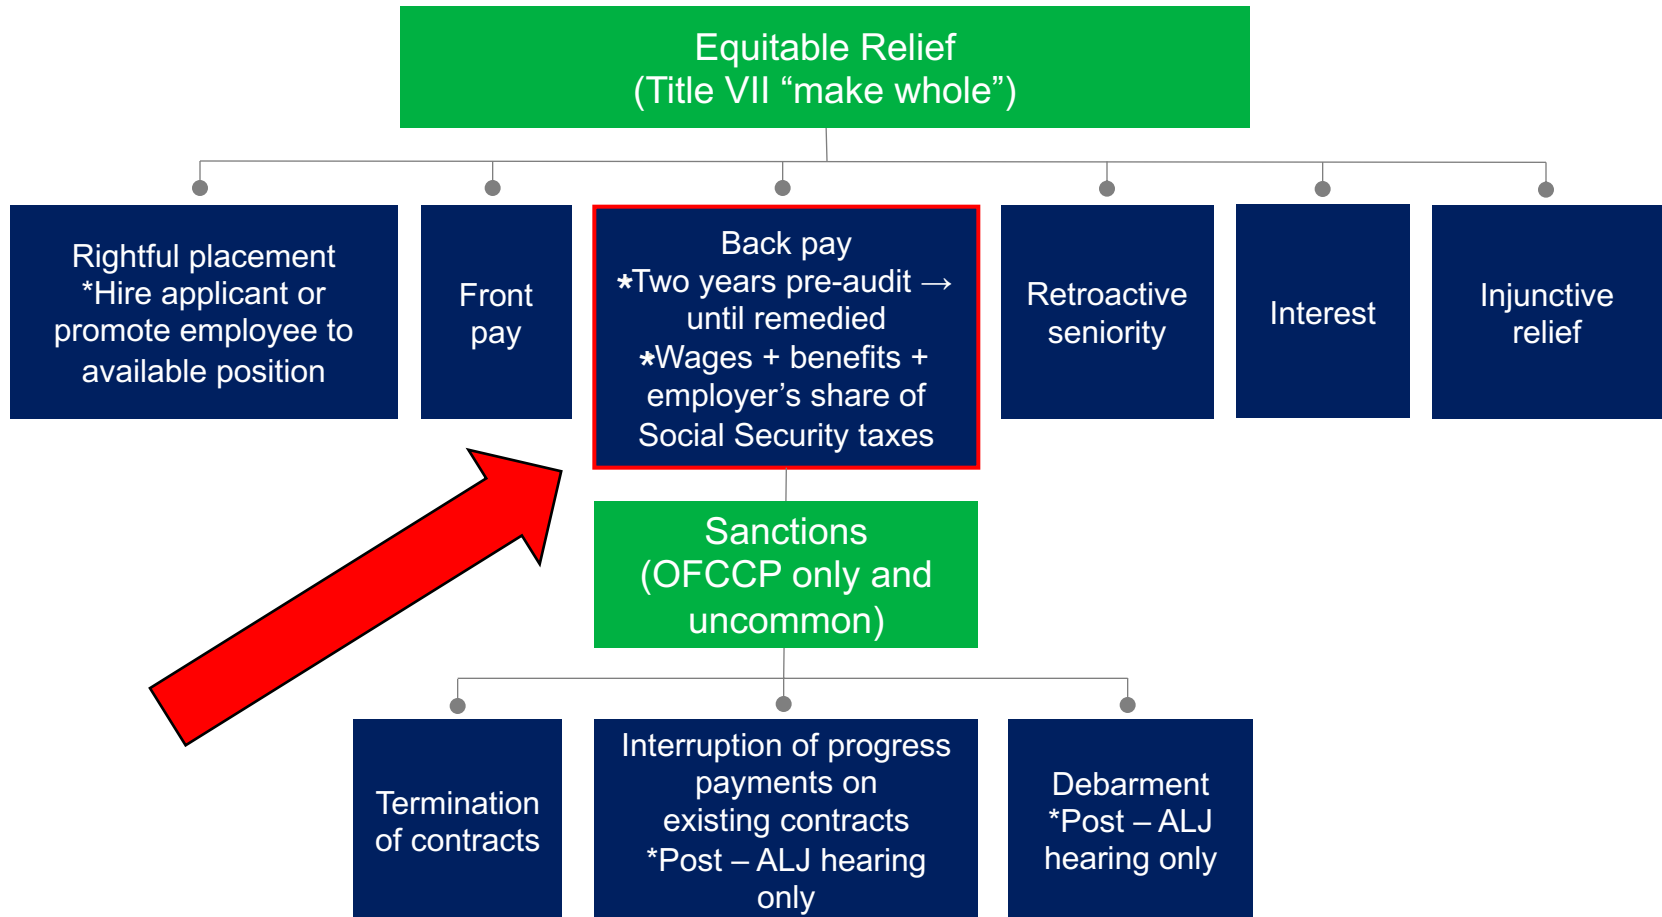 Equitable Relief
(Title VII “make whole”)
Rightful placement
*Hire applicant or
promote employee to
available position
Front
pay
Back pay
*Two years pre-audit →
until remedied
*Wages + benefits +
employer’s share of
Social Security taxes
Retroactive
seniority
Interest
Injunctive
relief
Sanctions
(OFCCP only and
uncommon)
Termination
of contracts
Interruption of progress
payments on
existing contracts
*Post – ALJ hearing
only
Debarment
*Post – ALJ
hearing only